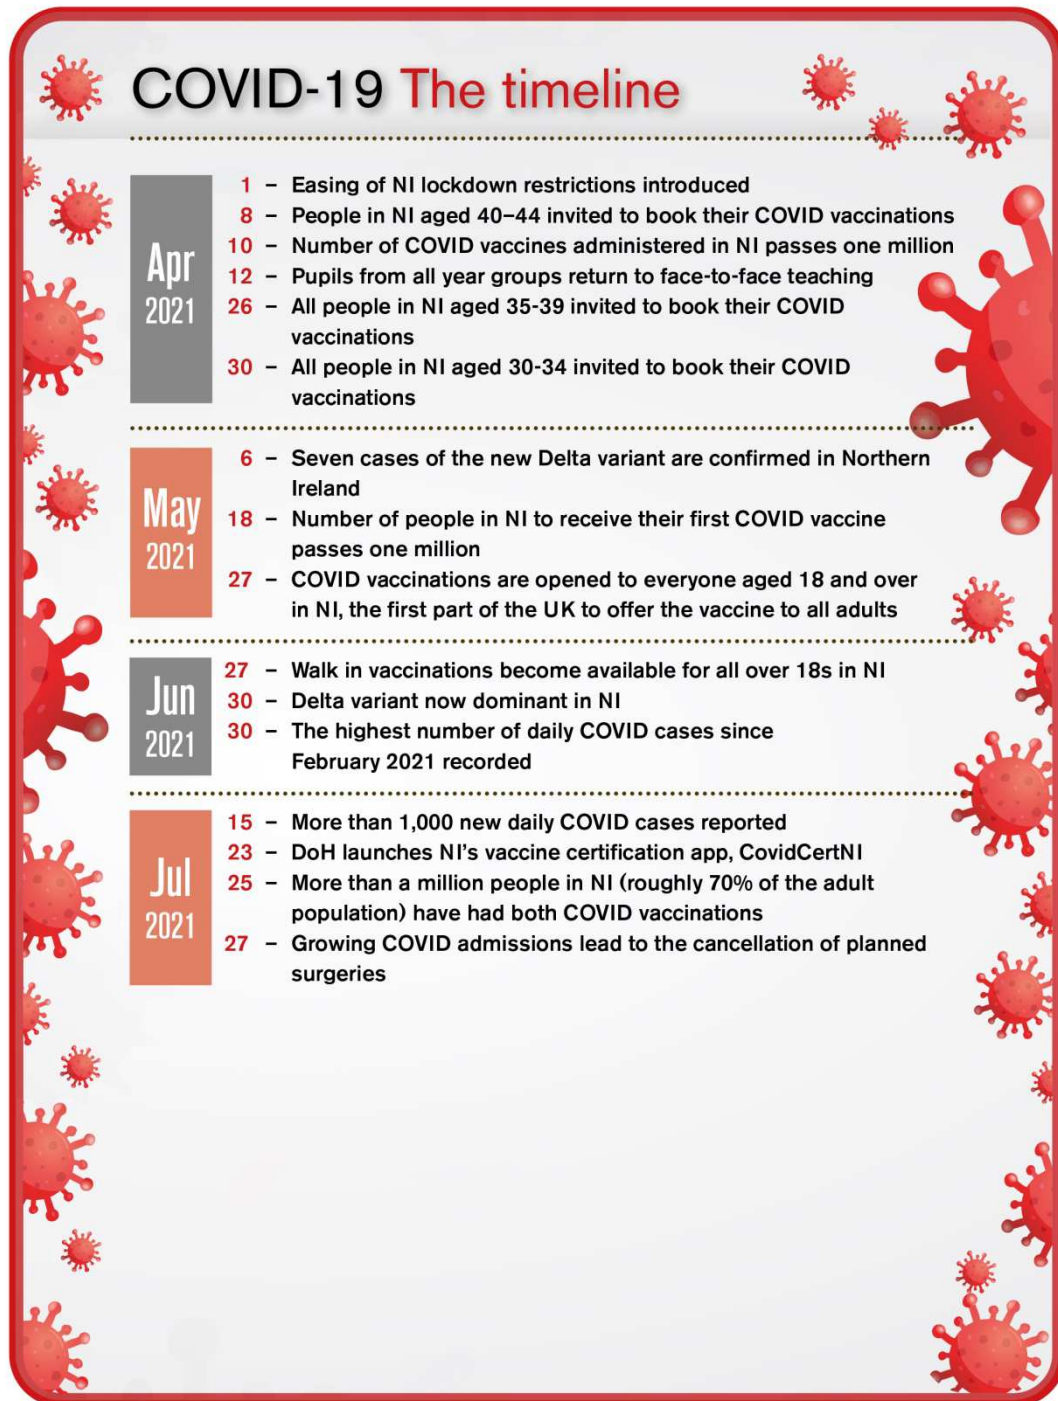 COVID-19 The timeline
Apr
2021
1 – Easing of NI lockdown restrictions introduced
8 – People in NI aged 40–44 invited to book their COVID vaccinations
10 – Number of COVID vaccines administered in NI passes one million
12 – Pupils from all year groups return to face-to-face teaching
26 – All people in NI aged 35-39 invited to book their COVID
vaccinations
30 – All people in NI aged 30-34 invited to book their COVID
vaccinations
May
2021
6 – Seven cases of the new Delta variant are confirmed in Northern
Ireland
18 – Number of people in NI to receive their first COVID vaccine
passes one million
27 – COVID vaccinations are opened to everyone aged 18 and over
in NI, the first part of the UK to offer the vaccine to all adults
Jun
2021
27 – Walk in vaccinations become available for all over 18s in NI
30 – Delta variant now dominant in NI
30 – The highest number of daily COVID cases since
February 2021 recorded
Jul
2021
15 – More than 1,000 new daily COVID cases reported
23 – DoH launches NI’s vaccine certification app, CovidCertNI
25 – More than a million people in NI (roughly 70% of the adult
population) have had both COVID vaccinations
27 – Growing COVID admissions lead to the cancellation of planned
surgeries